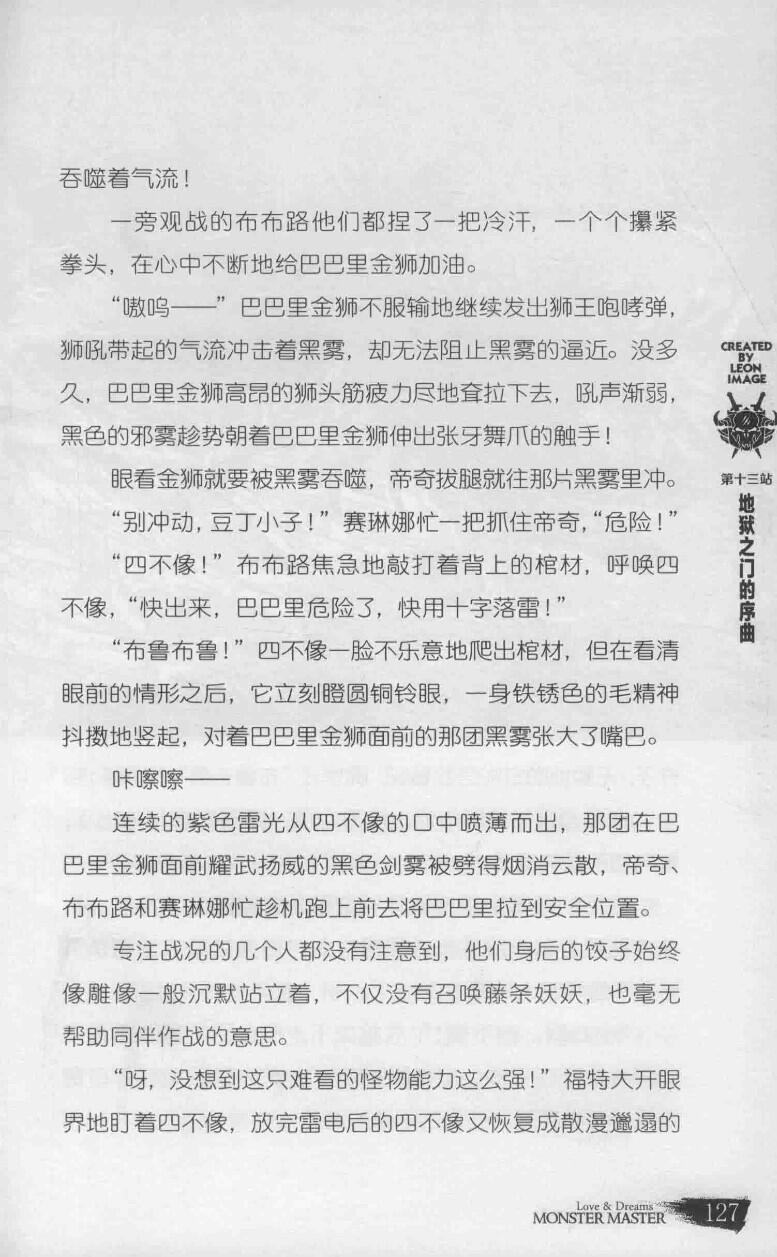 吞噬着气流！
一旁观战的布布路他们都捏了一把冷汗，一个个攥紧
拳头，在心中不断地给巴巴里金狮加油。
“嗷呜——”巴巴里金狮不服输地继续发出狮王咆哮弹，
狮吼带起的气流冲击着黑雾，却无法阻止黑雾的逼近。没多
久，巴巴里金狮高昂的狮头筋疲力尽地耷拉下去，吼声渐弱，
黑色的邪雾趁势朝着巴巴里金狮伸出张牙舞爪的触手！
眼看金狮就要被黑雾吞噬，帝奇拔腿就往那片黑雾里冲。
“别冲动，豆丁小子！”赛琳娜忙一把抓住帝奇，“危险！”
“四不像！”布布路焦急地敲打着背上的棺材，呼唤四
不像，“快出来，巴巴里危险了，快用十字落雷！”
“布鲁布鲁！”四不像一脸不乐意地爬出棺材，但在看清
眼前的情形之后，它立刻瞪圆铜铃眼，一身铁锈色的毛精神
抖擞地竖起，对着巴巴里金狮面前的那团黑雾张大了嘴巴。
咔嚓嚓——
连续的紫色雷光从四不像的口中喷薄而出，那团在巴
巴里金狮面前耀武扬威的黑色剑雾被劈得烟消云散，帝奇、
布布路和赛琳娜忙趁机跑上前去将巴巴里拉到安全位置。
专注战况的几个人都没有注意到，他们身后的饺子始终
像雕像一般沉默站立着，不仅没有召唤藤条妖妖，也毫无
帮助同伴作战的意思。
“呀，没想到这只难看的怪物能力这么强！”福特大开眼
界地盯着四不像，放完雷电后的四不像又恢复成散漫邋遢的
CREATED
BY
LEON
IMAGE
第十三站
地狱之门的序曲
Love & Dreams
MONSTER MASTER
127